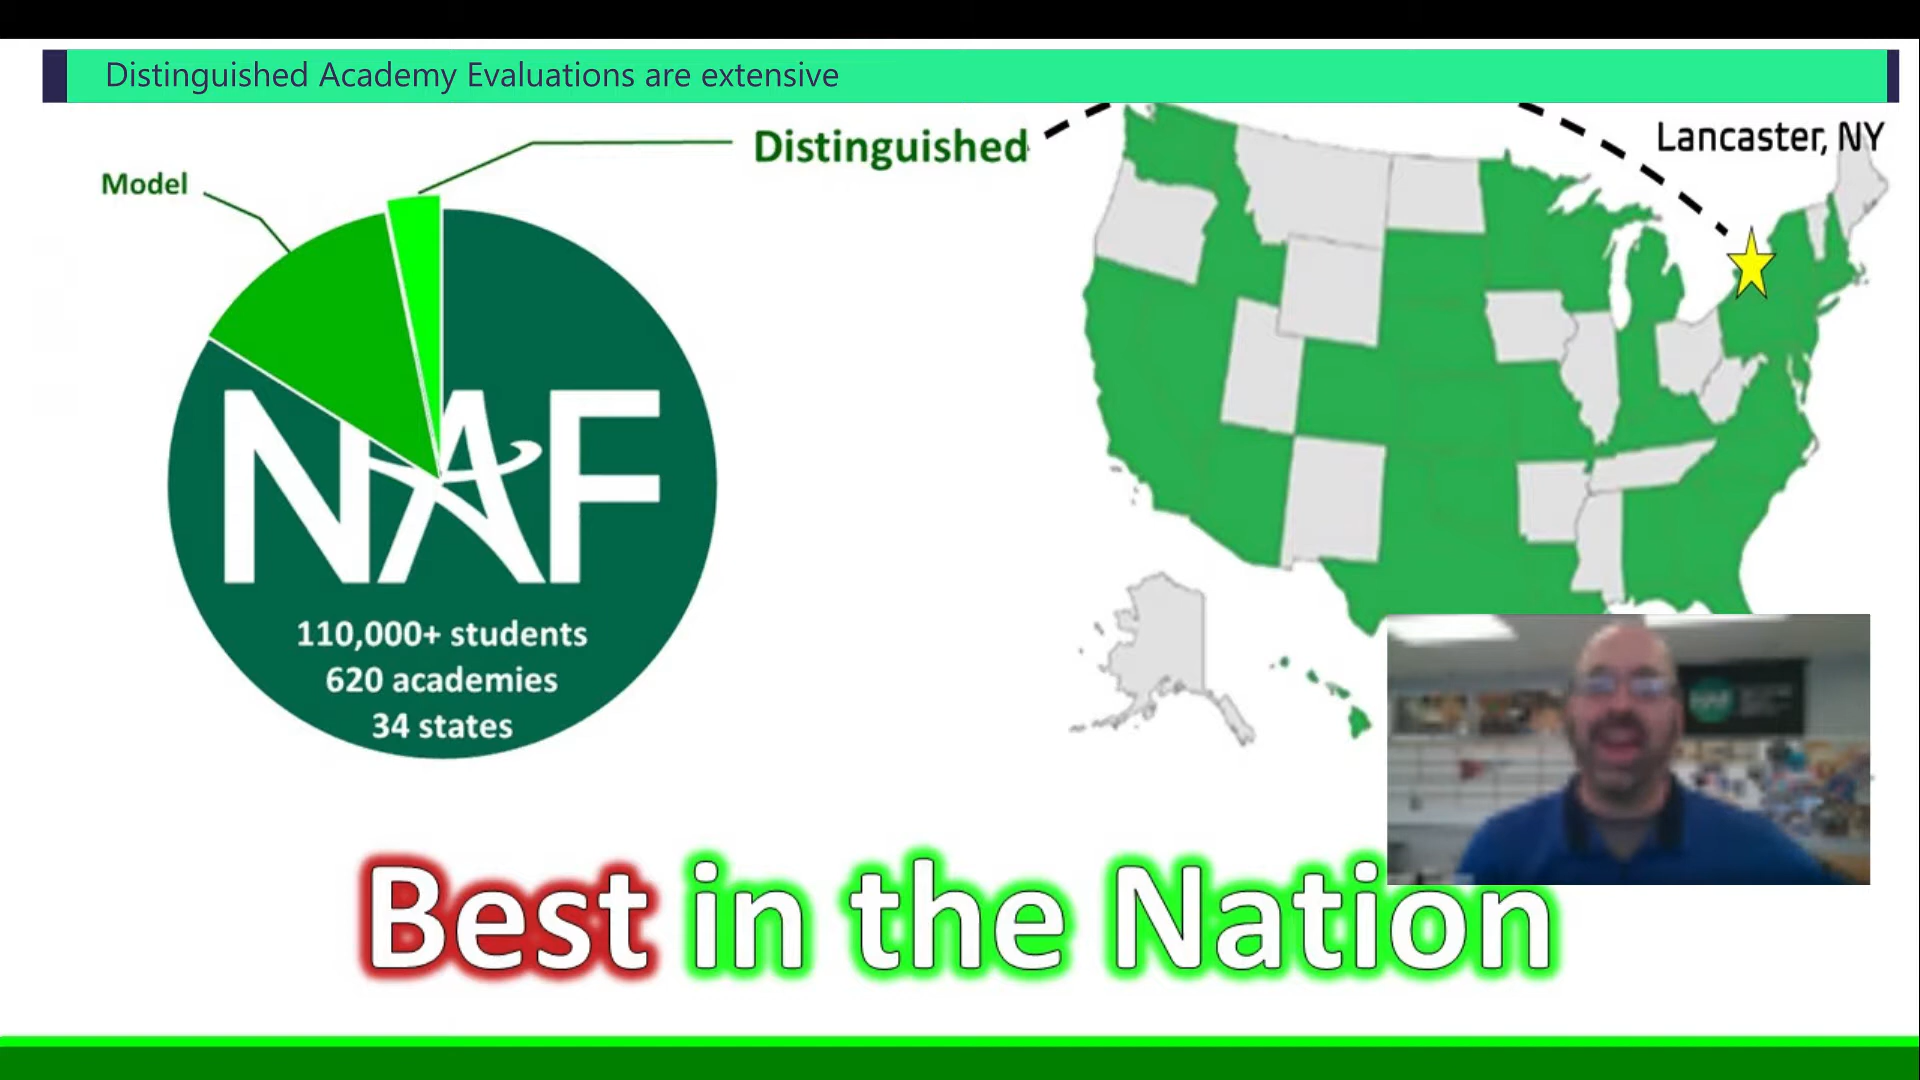 Distinguished Academy Evaluations are extensive
Distinguished
Lancaster, NY
Model
NAF
110,000+ students
620 academies
34 states
Best in the Nation